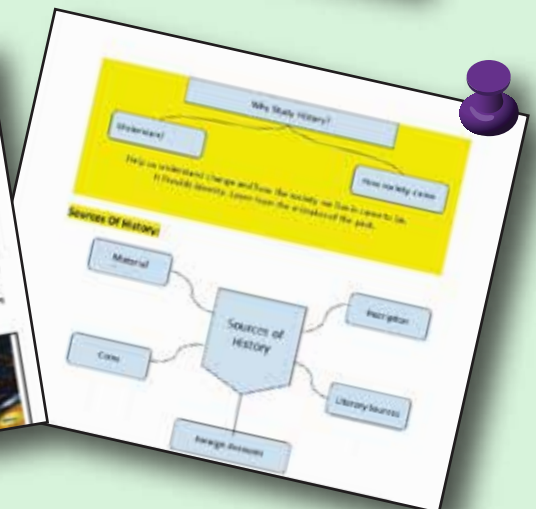 Why Study History?
Understand
How society came
Help us understand change and how the society we live in came to be.
It Provide Identity. Learn from the mistakes of the past.
Sources Of History:
Material
Inscription
Sources of
History
Coins
Literary Sources
Foreign Accounts